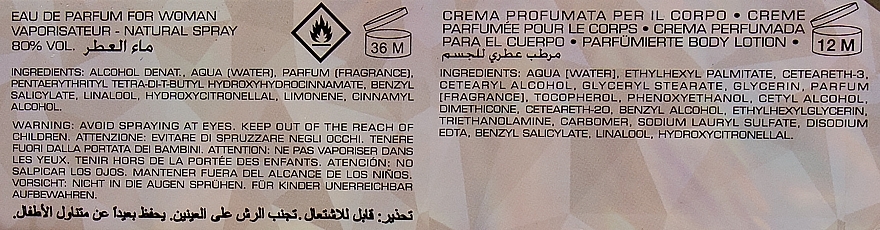 EAU DE PARFUM FOR WOMAN
VAPORISATEUR - NATURAL SPRAY
80% VOL. ماء العطر
36 M
INGREDIENTS: ALCOHOL DENAT., AQUA (WATER), PARFUM (FRAGRANCE),
PENTAERYTHRITYL TETRA-DI-T-BUTYL HYDROXYHYDROCINNAMATE, BENZYL
SALICYLATE, LINALOOL, HYDROXYCITRONELLAL, LIMONENE, CINNAMYL
ALCOHOL.
WARNING: AVOID SPRAYING AT EYES. KEEP OUT OF THE REACH OF
CHILDREN. ATTENZIONE: EVITARE DI SPRUZZARE NEGLI OCCHI. TENERE
FUORI DALLA PORTATA DEI BAMBINI. ATTENTION: NE PAS VAPORISER DANS
LES YEUX. TENIR HORS DE LA PORTÉE DES ENFANTS. ATENCIÓN: NO
SALPICAR LOS OJOS. MANTENER FUERA DEL ALCANCE DE LOS NIÑOS.
VORSICHT: NICHT IN DIE AUGEN SPRÜHEN. FÜR KINDER UNERREICHBAR
AUFBEWAHREN.
تحذير: قابل للاشتعال .تجنب الرش على العينين. يحفظ بعيداً عن متناول الأطفال.
CREMA PROFUMATA PER IL CORPO • CREME
PARFUMÉE POUR LE CORPS • CREMA PERFUMADA
PARA EL CUERPO • PARFÜMIERTE BODY LOTION •
مرطب عطري للجسم
12 M
INGREDIENTS: AQUA [WATER], ETHYLHEXYL PALMITATE, CETEARETH-3,
CETEARYL ALCOHOL, GLYCERYL STEARATE, GLYCERIN, PARFUM
[FRAGRANCE], TOCOPHEROL, PHENOXYETHANOL, CETYL ALCOHOL,
DIMETHICONE, CETEARETH-20, BENZYL ALCOHOL, ETHYLHEXYLGLYCERIN,
TRIETHANOLAMINE, CARBOMER, SODIUM LAURYL SULFATE, DISODIUM
EDTA, BENZYL SALICYLATE, LINALOOL, HYDROXYCITRONELLAL.